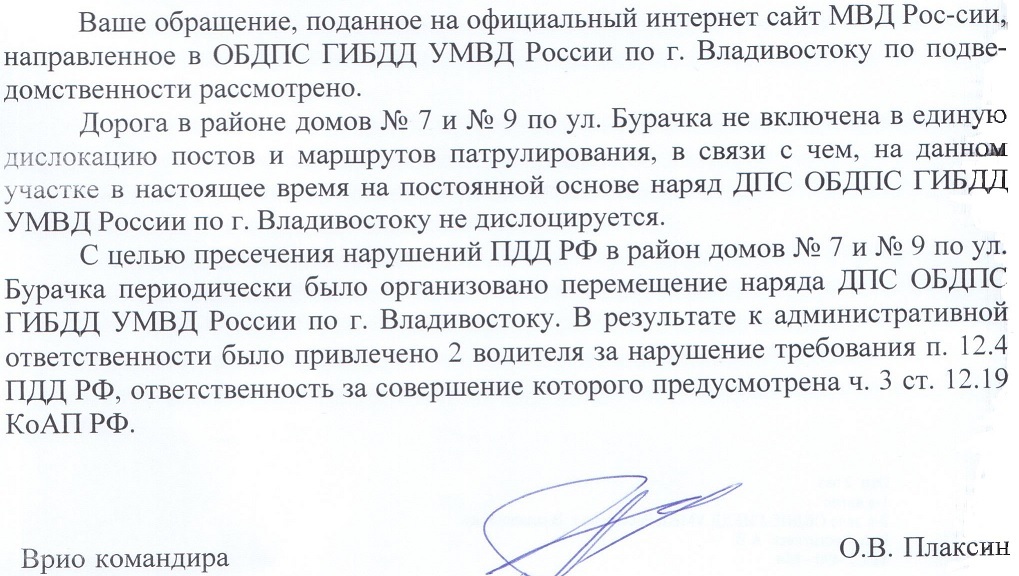 Ваше обращение, поданное на официальный интернет сайт МВД Рос-сии,
направленное в ОБДПС ГИБДД УМВД России по г. Владивостоку по подве-
домственности рассмотрено.
Дорога в районе домов № 7 и № 9 по ул. Бурачка не включена в единую
дислокацию постов и маршрутов патрулирования, в связи с чем, на данном
участке в настоящее время на постоянной основе наряд ДПС ОБДПС ГИБДД
УМВД России по г. Владивостоку не дислоцируется.
С целью пресечения нарушений ПДД РФ в район домов № 7 и № 9 по ул.
Бурачка периодически было организовано перемещение наряда ДПС ОБДПС
ГИБДД УМВД России по г. Владивостоку. В результате к административной
ответственности было привлечено 2 водителя за нарушение требования п. 12.4
ПДД РФ, ответственность за совершение которого предусмотрена ч. 3 ст. 12.19
КоАП РФ.
Врио командира
О.В. Плаксин